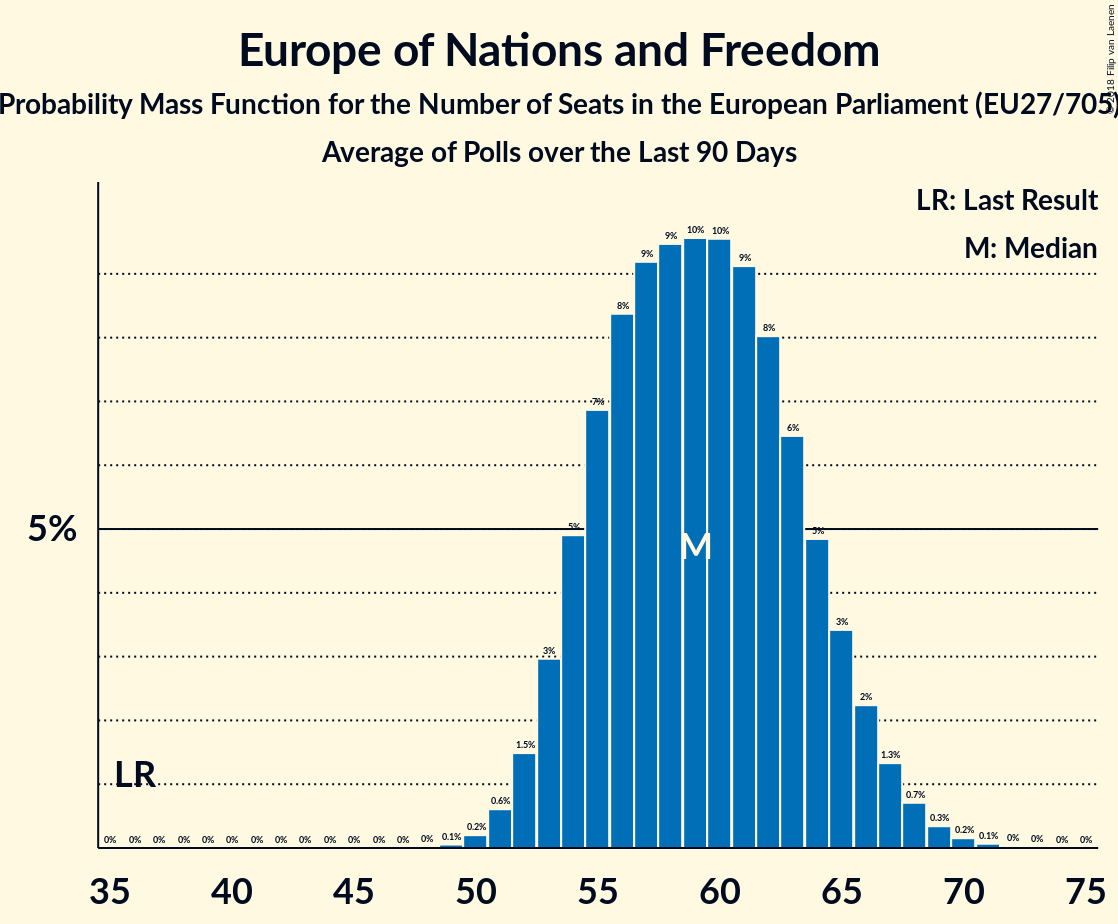 Europe of Nations and Freedom
Probability Mass Function for the Number of Seats in the European Parliament (EU27/705)
Average of Polls over the Last 90 Days
© 2018 Filip van Laenen
LR: Last Result
M: Median
5%
LR
M
0% 0% 0% 0% 0% 0% 0% 0% 0% 0% 0% 0% 0% 0% 0.1% 0.2% 0.6% 1.5% 3% 5% 7% 8% 9% 9% 10% 10% 9% 8% 6% 5% 3% 2% 1.3% 0.7% 0.3% 0.2% 0.1% 0% 0% 0% 0%
35 40 45 50 55 60 65 70 75